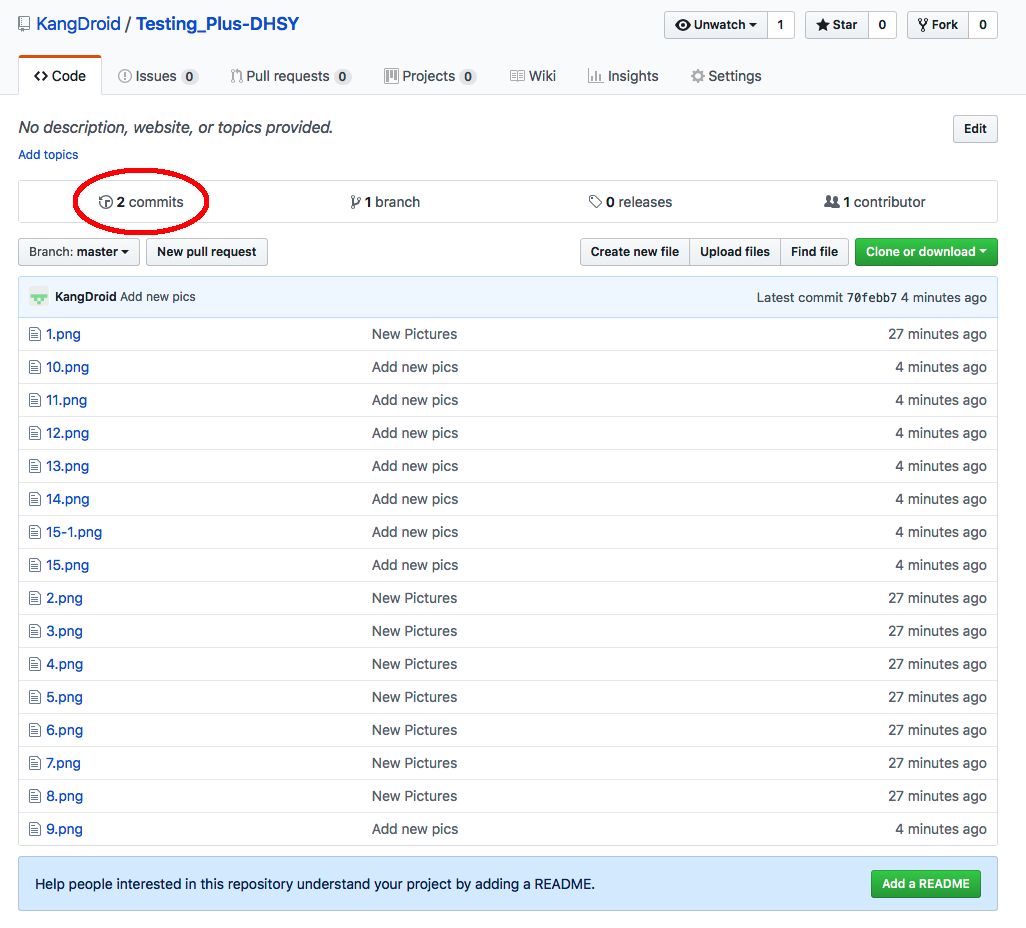 KangDroid / Testing_Plus-DHSY Unwatch 1 Star 0 Fork 0
Code Issues 0 Pull requests 0 Projects 0 Wiki Insights Settings
No description, website, or topics provided. Edit
Add topics
2 commits 1 branch 0 releases 1 contributor
Branch: master New pull request Create new file Upload files Find file Clone or download
KangDroid Add new pics Latest commit 70febb7 4 minutes ago
1.png New Pictures 27 minutes ago
10.png Add new pics 4 minutes ago
11.png Add new pics 4 minutes ago
12.png Add new pics 4 minutes ago
13.png Add new pics 4 minutes ago
14.png Add new pics 4 minutes ago
15-1.png Add new pics 4 minutes ago
15.png Add new pics 4 minutes ago
2.png New Pictures 27 minutes ago
3.png New Pictures 27 minutes ago
4.png New Pictures 27 minutes ago
5.png New Pictures 27 minutes ago
6.png New Pictures 27 minutes ago
7.png New Pictures 27 minutes ago
8.png New Pictures 27 minutes ago
9.png Add new pics 4 minutes ago
Help people interested in this repository understand your project by adding a README. Add a README